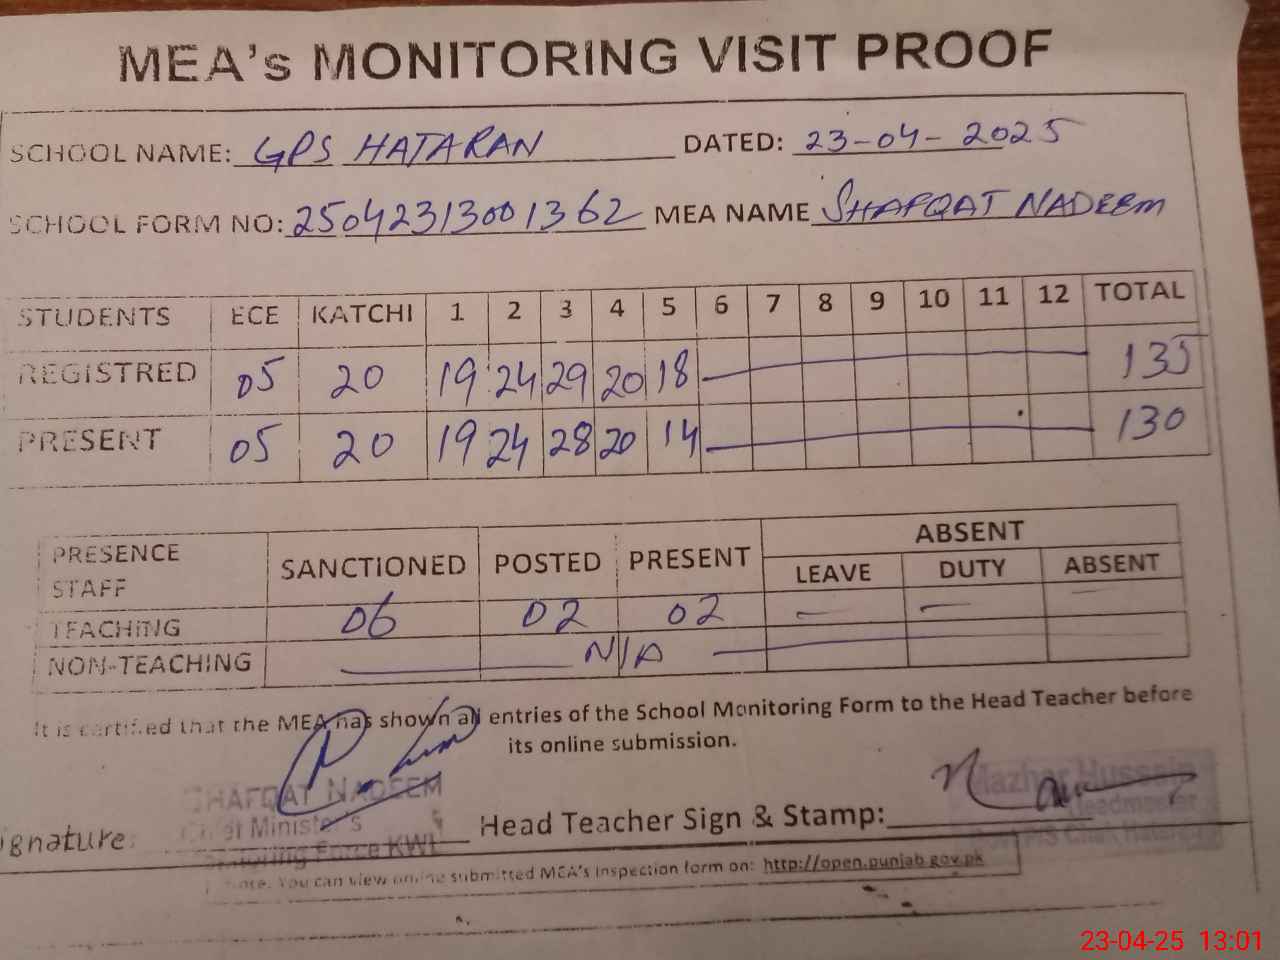 MEA's MONITORING VISIT PROOF
SCHOOL NAME: GPS HATARAN DATED: 23-04-2025
SCHOOL FORM NO: 25042313001362 MEA NAME SHAFQAT NADEEM
STUDENTS ECE KATCHI 1 2 3 4 5 6 7 8 9 10 11 12 TOTAL
REGISTRED 05 20 19 24 29 20 18 135
PRESENT 05 20 19 24 28 20 14 130
ABSENT
PRESENCE STAFF SANCTIONED POSTED PRESENT LEAVE DUTY ABSENT
TEACHING 06 02 02 — — —
NON-TEACHING N/A
It is certified that the MEA has shown all entries of the School Monitoring Form to the Head Teacher before
its online submission.
SHAFQAT NADEEM
Chief Minister's
Monitoring Force KWL
Mazhar Hussain
Headmaster
ignature: Head Teacher Sign & Stamp:
Note: You can view online submitted MEA's Inspection form on: http://open.punjab.gov.pk
23-04-25 13:01